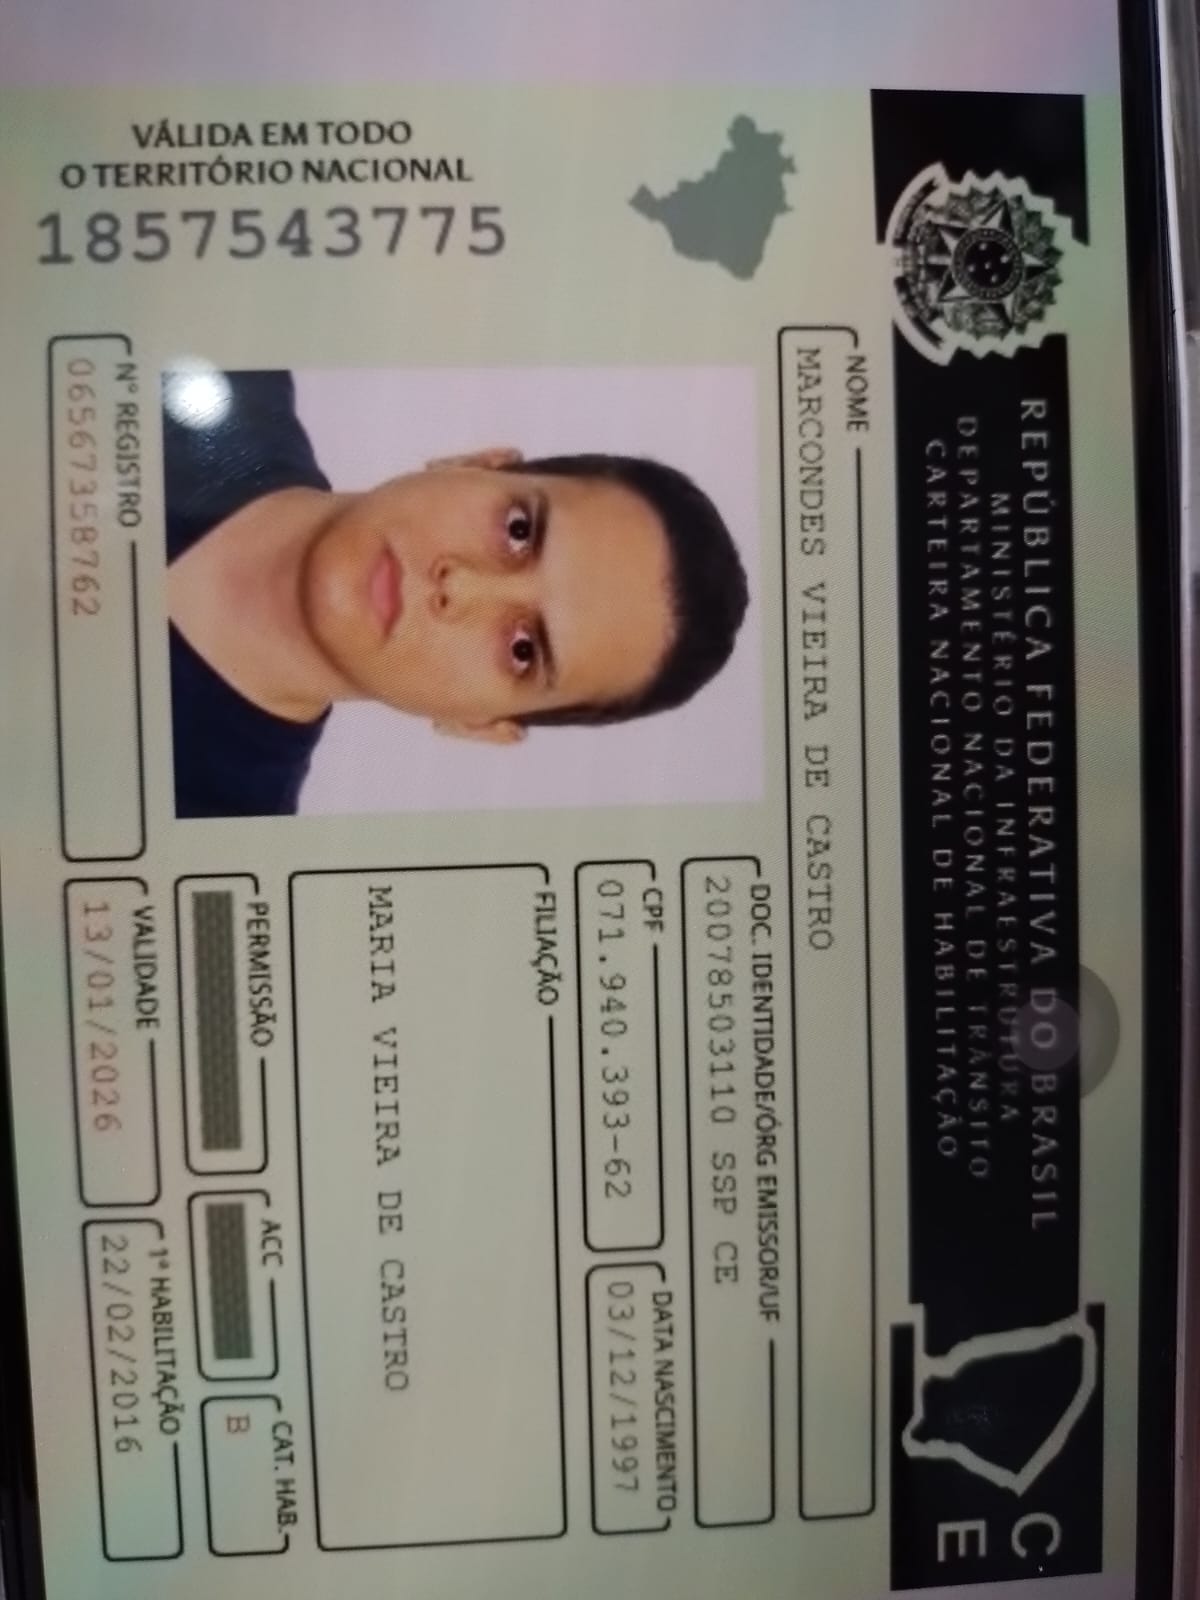 REPÚBLICA FEDERATIVA DO BRASIL
MINISTÉRIO DA INFRAESTRUTURA
DEPARTAMENTO NACIONAL DE TRÂNSITO
CARTEIRA NACIONAL DE HABILITAÇÃO
CE
NOME
MARCONDES VIEIRA DE CASTRO
DOC. IDENTIDADE/ÓRG EMISSOR/UF
20078503110 SSP CE
CPF
071.940.393-62
DATA NASCIMENTO
03/12/1997
FILIAÇÃO
MARIA VIEIRA DE CASTRO
PERMISSÃO
ACC
CAT. HAB.
B
Nº REGISTRO
06567358762
VALIDADE
13/01/2026
1ª HABILITAÇÃO
22/02/2016
VÁLIDA EM TODO
O TERRITÓRIO NACIONAL
1857543775